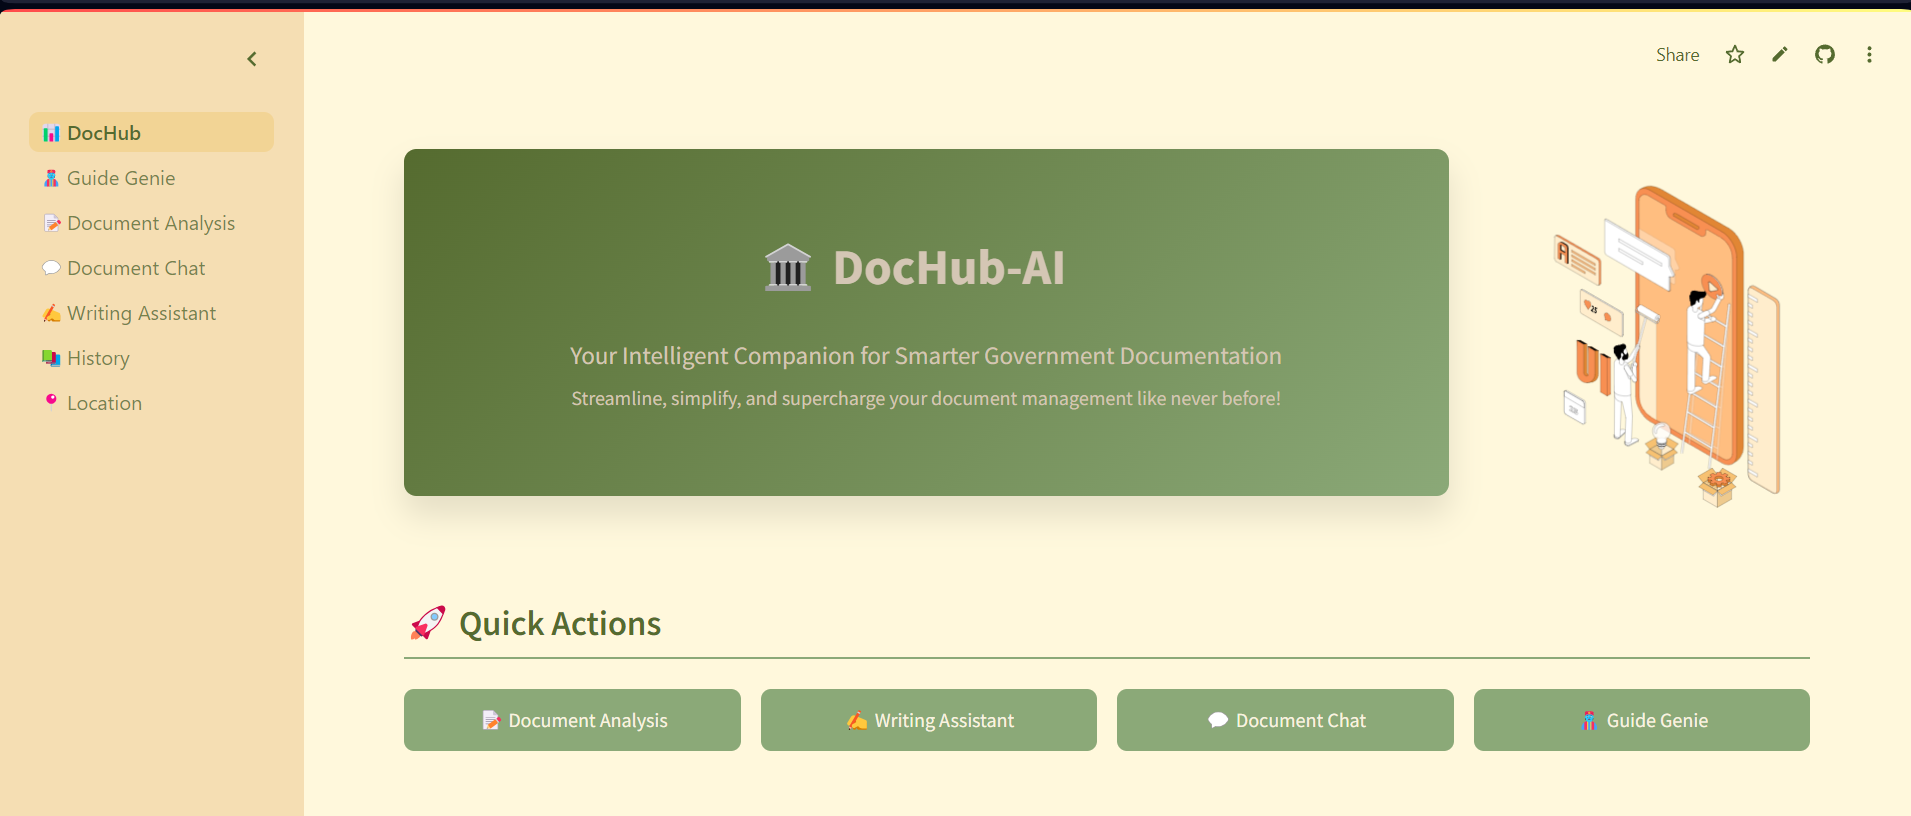 Share
DocHub
Guide Genie
Document Analysis
Document Chat
Writing Assistant
History
Location
DocHub-AI
Your Intelligent Companion for Smarter Government Documentation
Streamline, simplify, and supercharge your document management like never before!
A
25
UI
Quick Actions
Document Analysis
Writing Assistant
Document Chat
Guide Genie